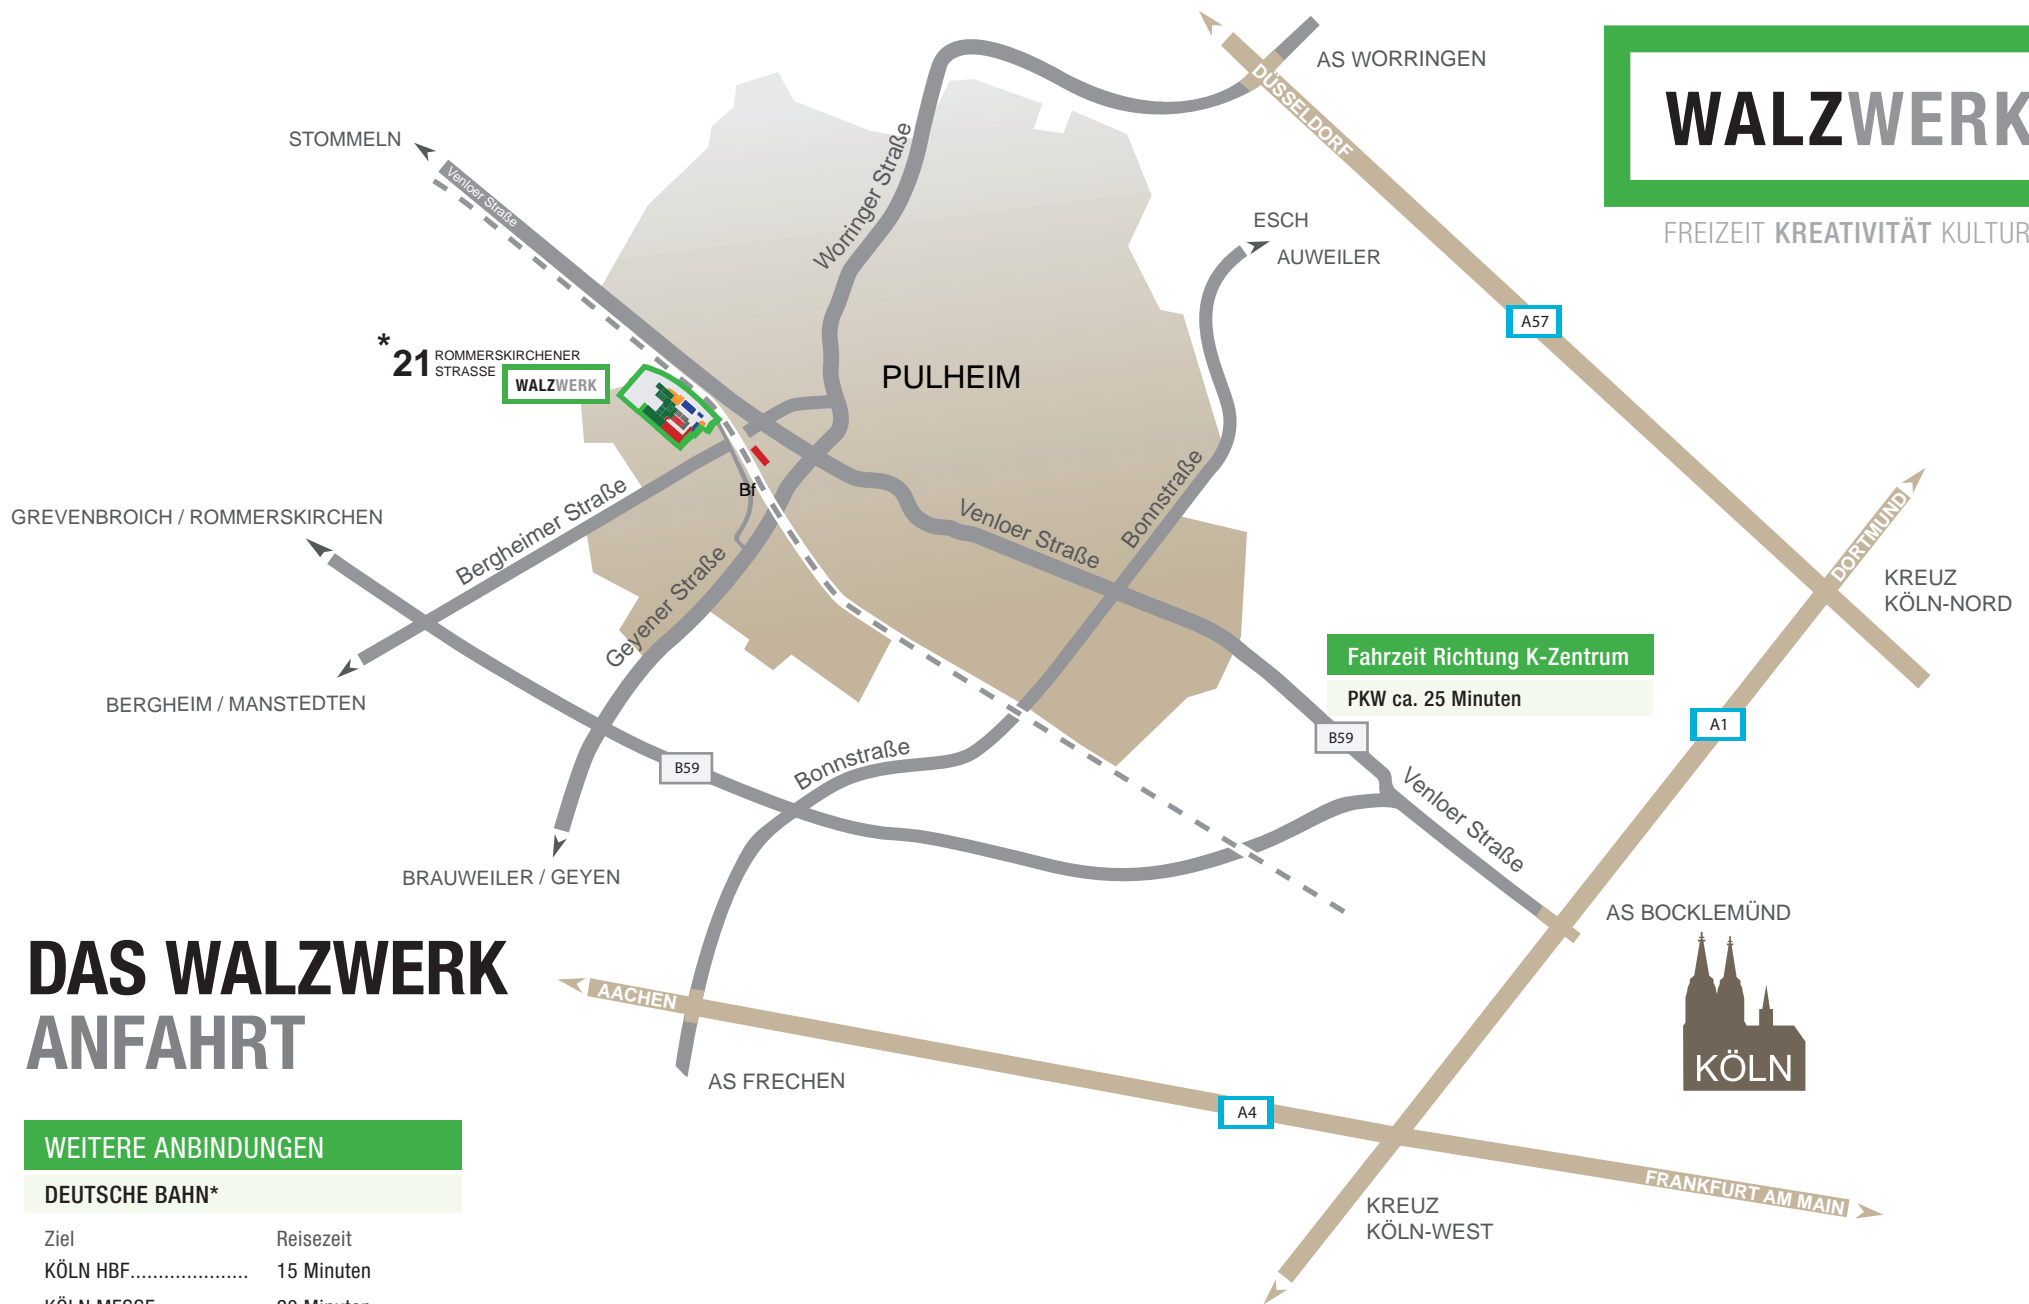 AS WORRINGEN
DÜSSELDORF
WALZWERK
FREIZEIT KREATIVITÄT KULTUR
STOMMELN
Venloer Straße
Worringer Straße
ESCH
AUWEILER
A57
*21 ROMMERSKIRCHENER
STRASSE
WALZWERK
PULHEIM
Bf
GREVENBROICH / ROMMERSKIRCHEN
Bergheimer Straße
Venloer Straße
Bonnstraße
DORTMUND
KREUZ
KÖLN-NORD
Geyener Straße
Fahrzeit Richtung K-Zentrum
PKW ca. 25 Minuten
BERGHEIM / MANSTEDTEN
A1
B59
B59
Bonnstraße
Venloer Straße
BRAUWEILER / GEYEN
AS BOCKLEMÜND
DAS WALZWERK
ANFAHRT
AACHEN
KÖLN
AS FRECHEN
A4
WEITERE ANBINDUNGEN
DEUTSCHE BAHN*
FRANKFURT AM MAIN
KREUZ
KÖLN-WEST
Ziel Reisezeit
KÖLN HBF..................... 15 Minuten